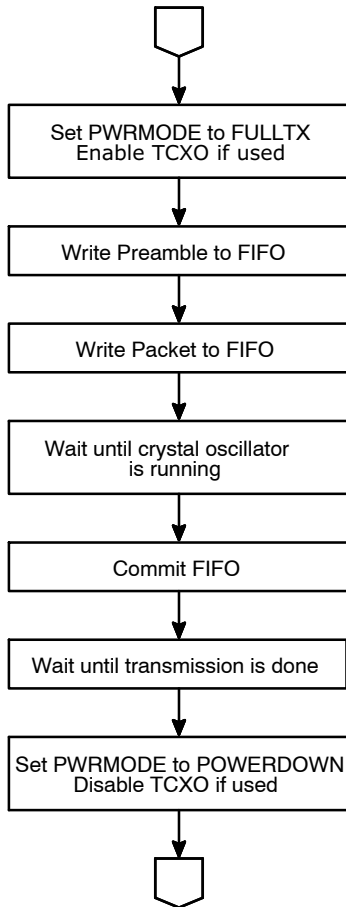 Set PWRMODE to FULLTX
Enable TCXO if used
Write Preamble to FIFO
Write Packet to FIFO
Wait until crystal oscillator
is running
Commit FIFO
Wait until transmission is done
Set PWRMODE to POWERDOWN
Disable TCXO if used